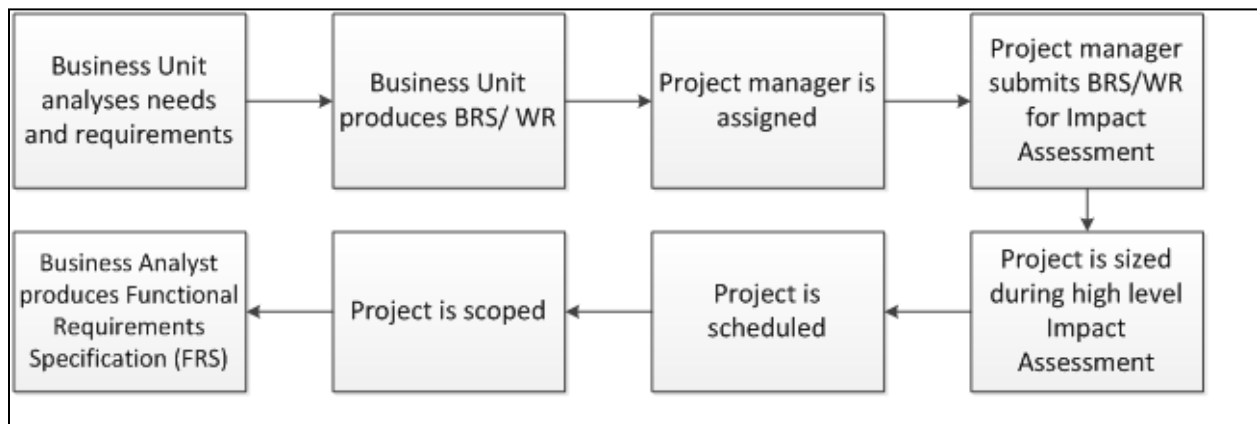 Business Unit
analyses needs
and requirements
Business Unit
produces BRS/ WR
Project manager is
assigned
Project manager
submits BRS/WR
for Impact
Assessment
Project is sized
during high level
Impact
Assessment
Project is
scheduled
Project is scoped
Business Analyst
produces Functional
Requirements
Specification (FRS)